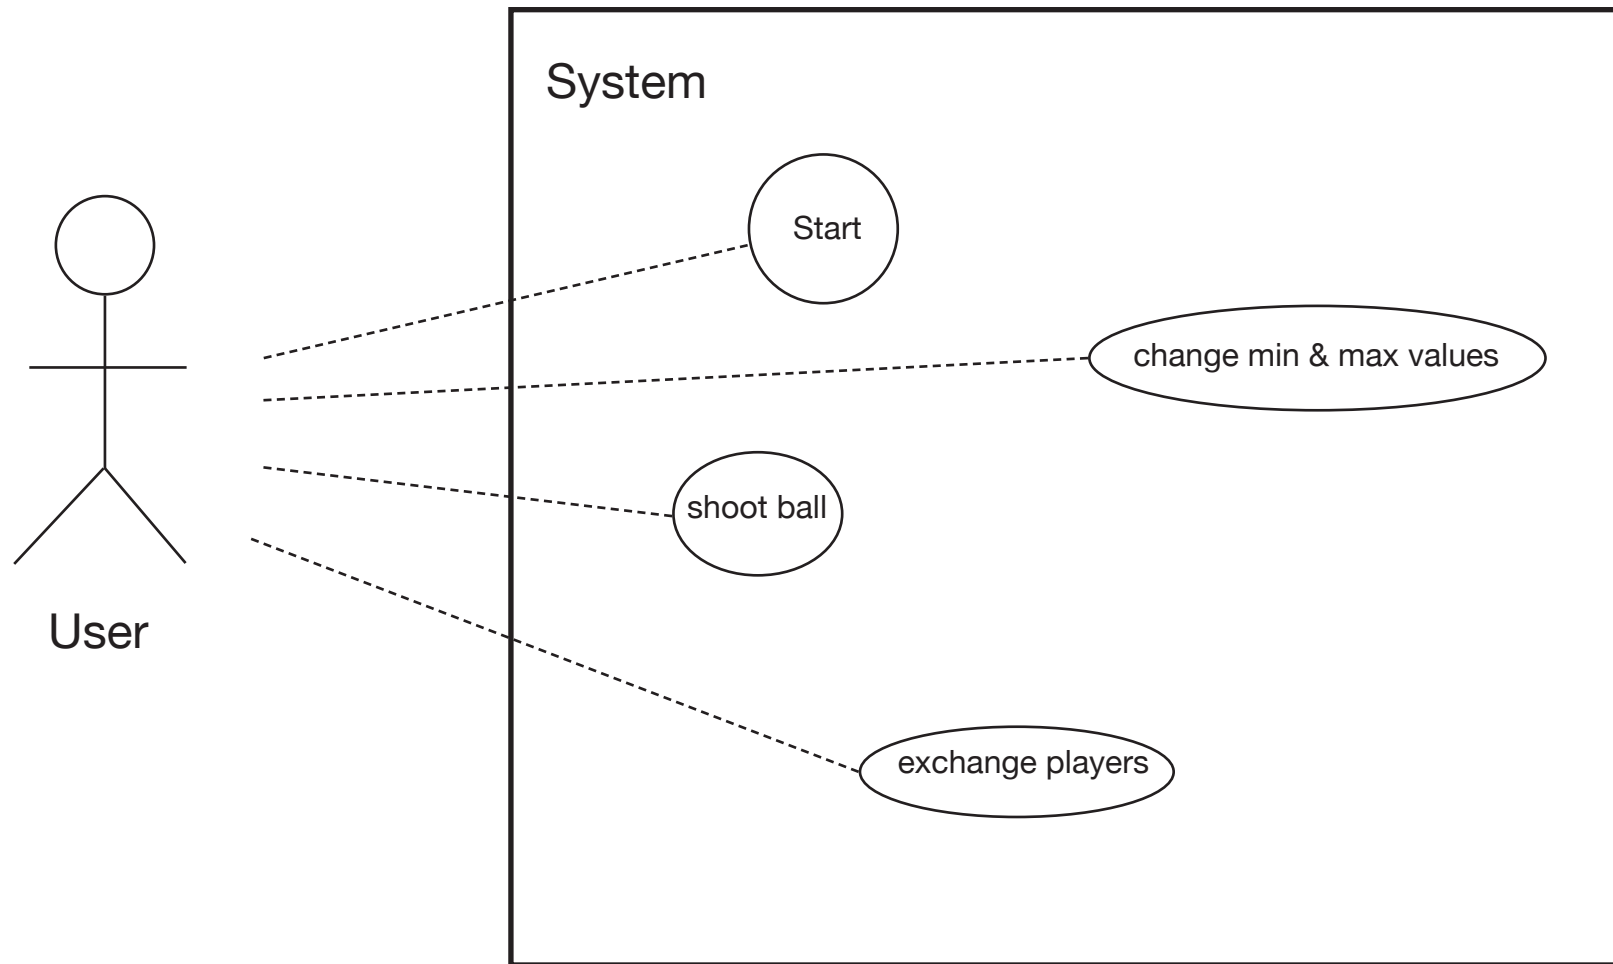 System
Start
change min & max values
shoot ball
User
exchange players